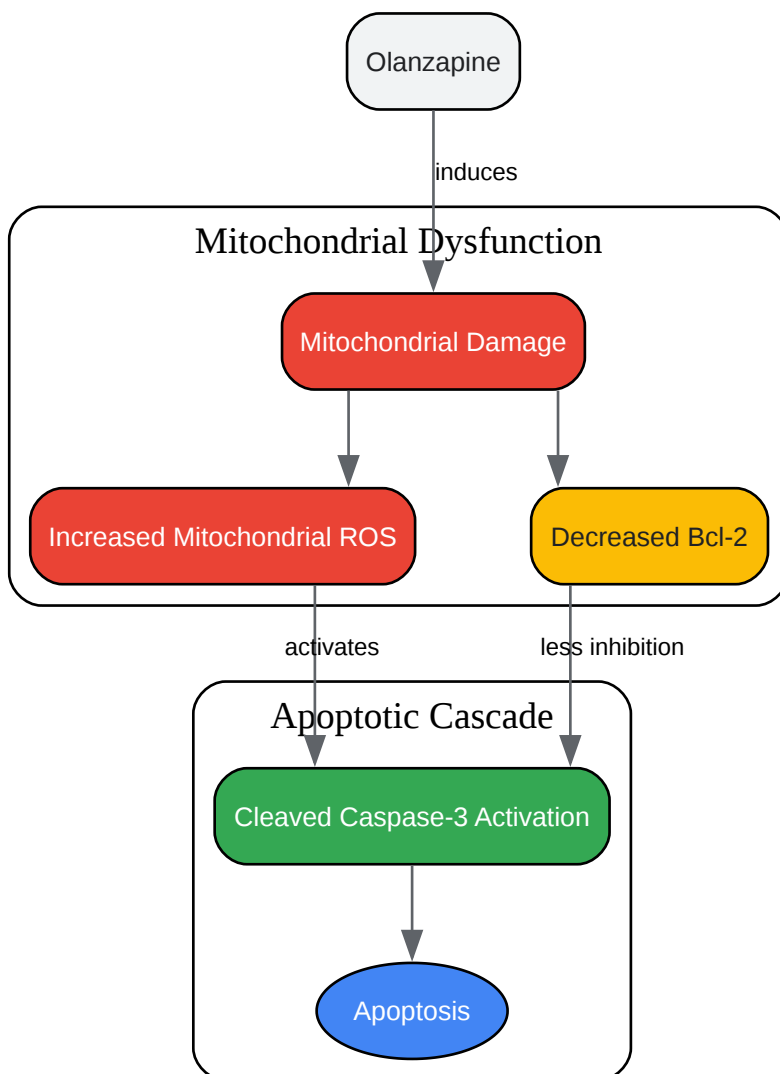 Olanzapine
induces
Mitochondrial Dysfunction
Mitochondrial Damage
Increased Mitochondrial ROS
Decreased Bcl-2
activates
less inhibition
Apoptotic Cascade
Cleaved Caspase-3 Activation
Apoptosis